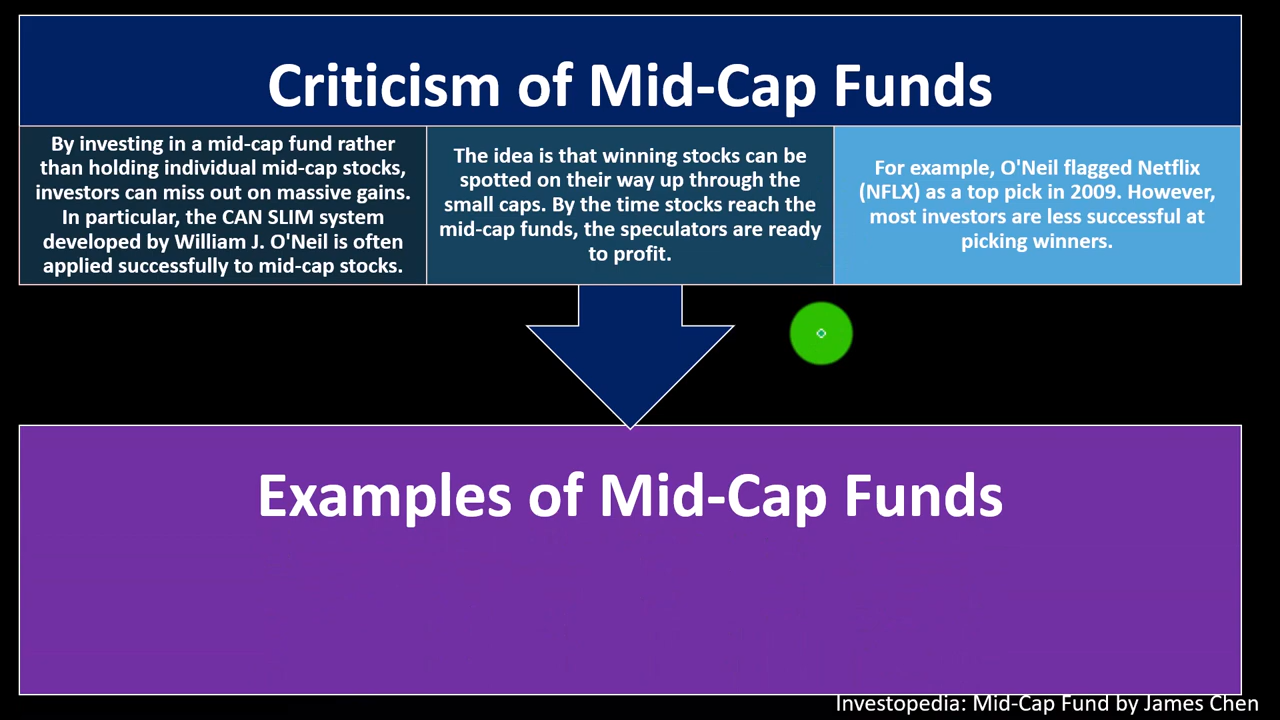 Criticism of Mid-Cap Funds
By investing in a mid-cap fund rather
than holding individual mid-cap stocks,
investors can miss out on massive gains.
In particular, the CAN SLIM system
developed by William J. O'Neil is often
applied successfully to mid-cap stocks.
The idea is that winning stocks can be
spotted on their way up through the
small caps. By the time stocks reach the
mid-cap funds, the speculators are ready
to profit.
For example, O'Neil flagged Netflix
(NFLX) as a top pick in 2009. However,
most investors are less successful at
picking winners.
Examples of Mid-Cap Funds
Investopedia: Mid-Cap Fund by James Chen